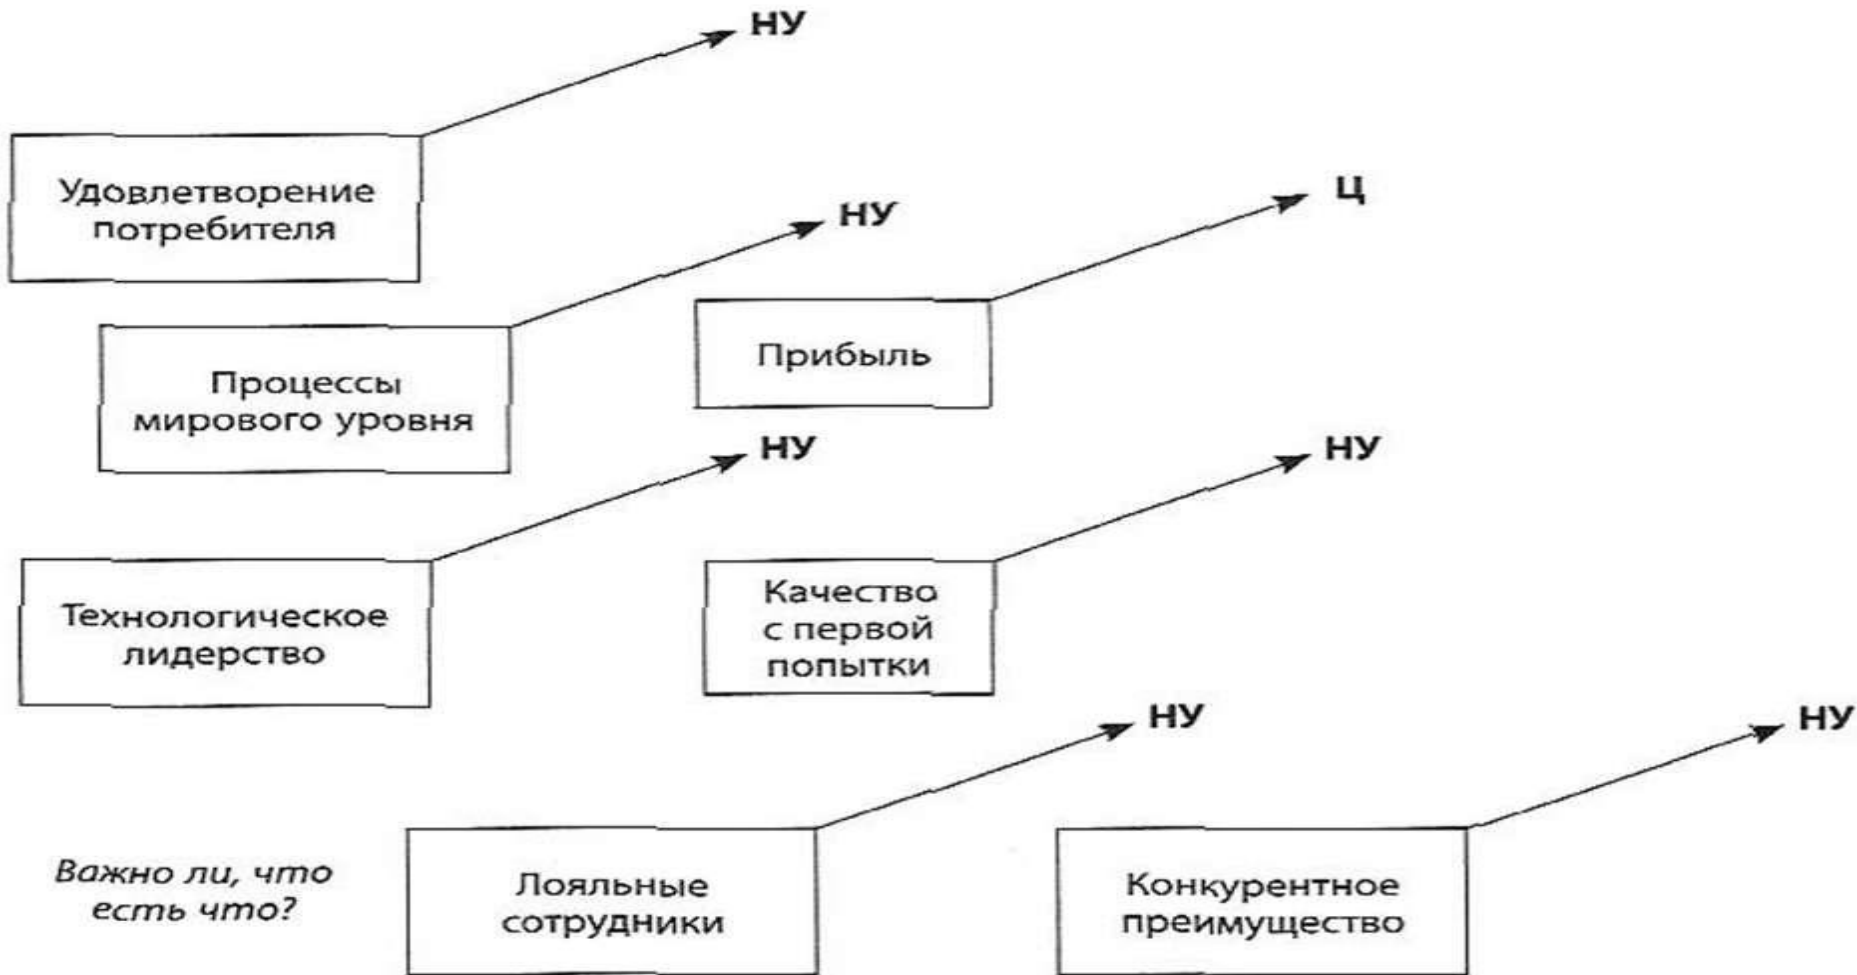 НУ
Удовлетворение
потребителя
НУ
Ц
Процессы
мирового уровня
Прибыль
НУ
НУ
Технологическое
лидерство
Качество
с первой
попытки
НУ
НУ
Важно ли, что
есть что?
Лояльные
сотрудники
Конкурентное
преимущество